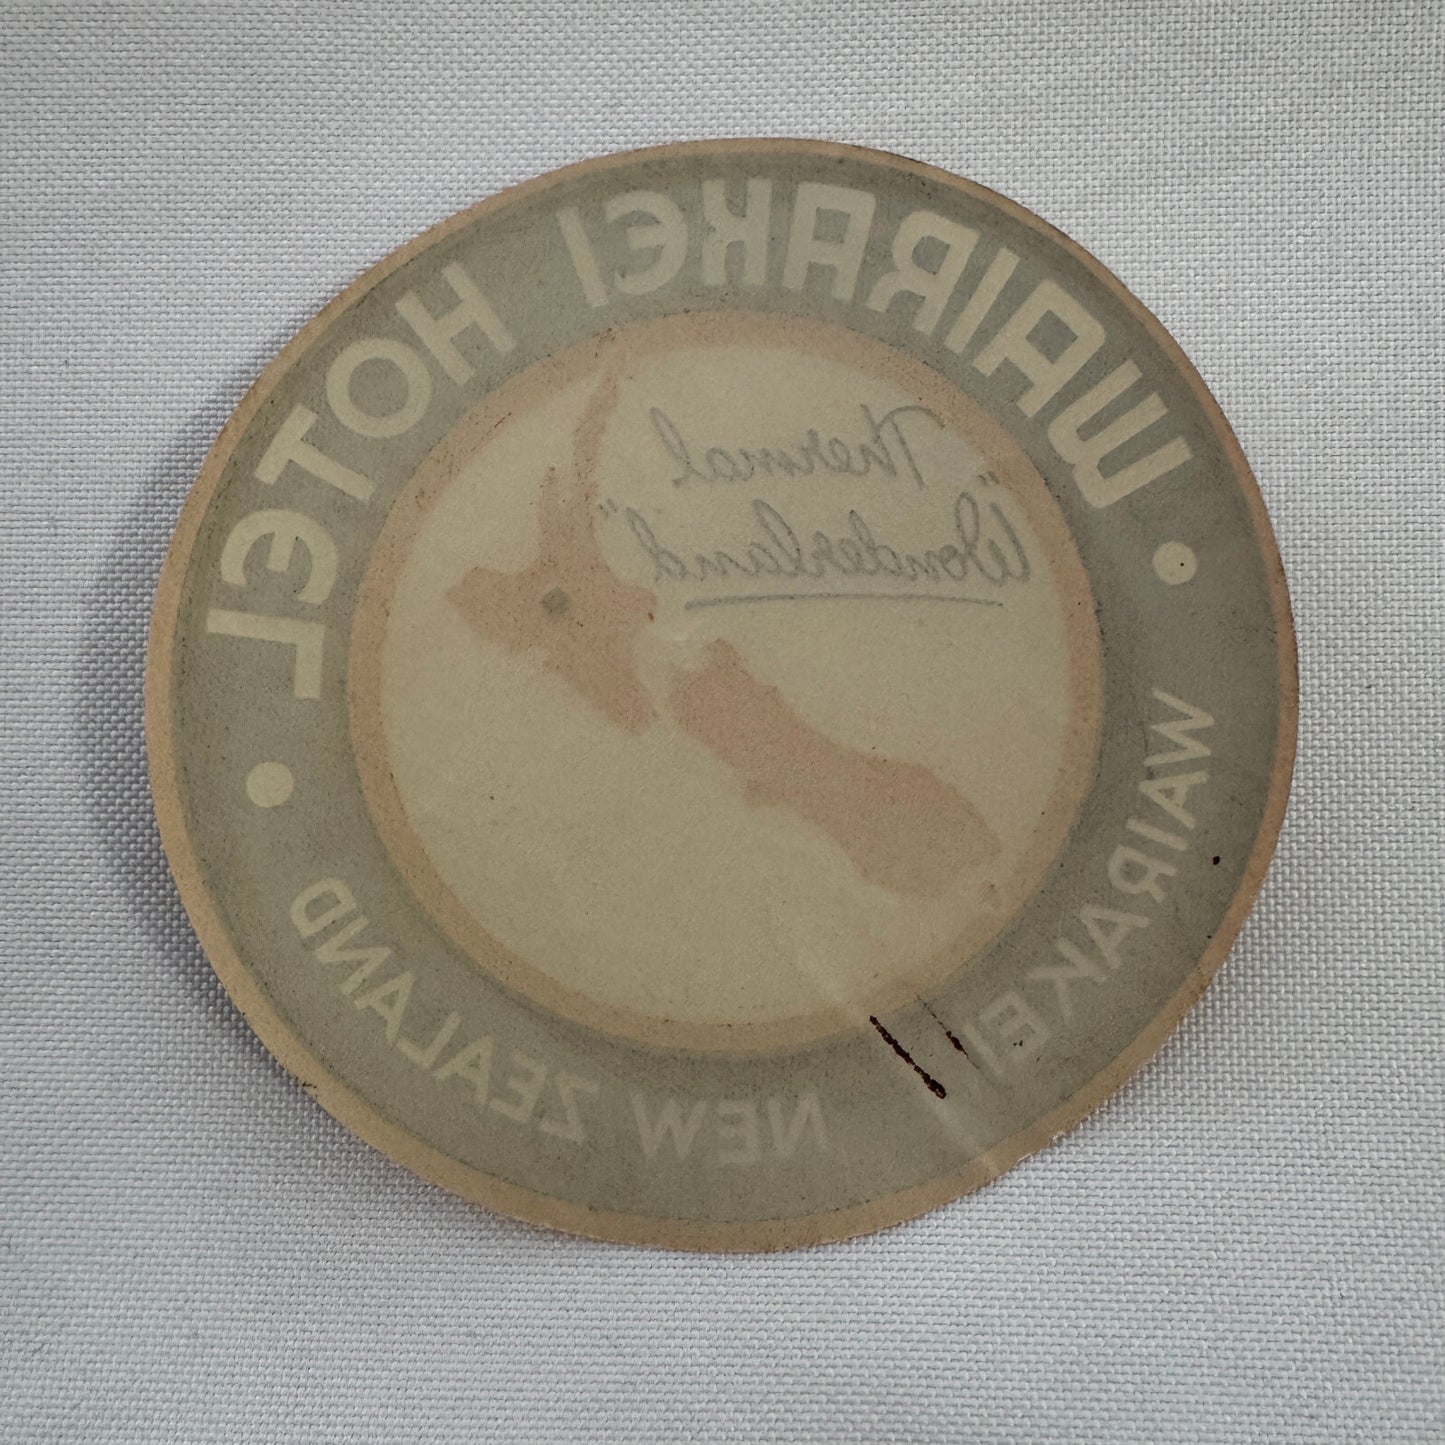 WAIRAKEI HOTEL
Thermal
"Wonderland"
WAIRAKEI NEW ZEALAND